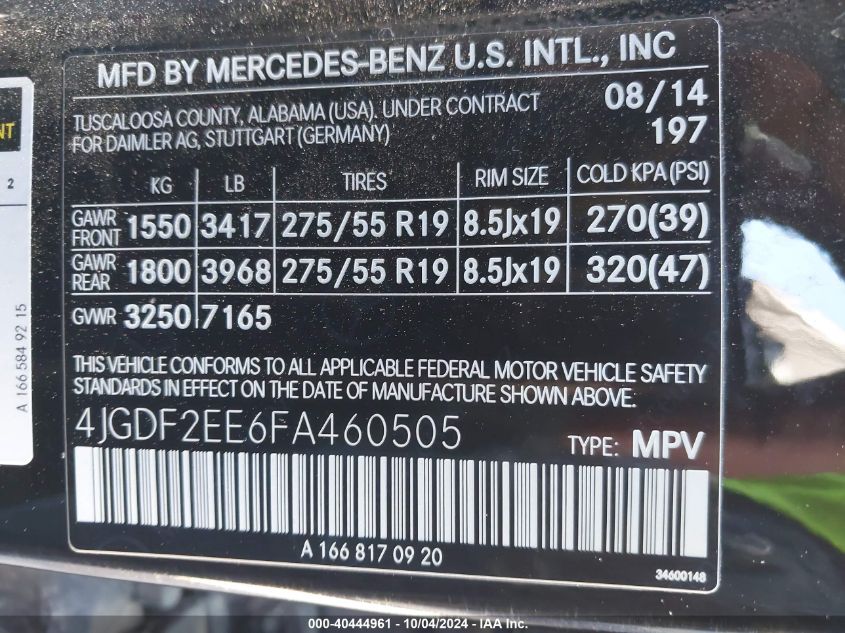 MFD BY MERCEDES-BENZ U.S. INTL., INC
TUSCALOOSA COUNTY, ALABAMA (USA). UNDER CONTRACT
FOR DAIMLER AG, STUTTGART (GERMANY)
08/14
197
KG LB TIRES RIM SIZE COLD KPA (PSI)
GAWR FRONT 1550 3417 275/55 R19 8.5Jx19 270(39)
GAWR REAR 1800 3968 275/55 R19 8.5Jx19 320(47)
GVWR 3250 7165
THIS VEHICLE CONFORMS TO ALL APPLICABLE FEDERAL MOTOR VEHICLE SAFETY
STANDARDS IN EFFECT ON THE DATE OF MANUFACTURE SHOWN ABOVE.
4JGDF2EE6FA460505
TYPE: MPV
A 166 817 09 20
34600148
NT
2
A 166 584 92 15
000-40444961 - 10/04/2024 - IAA Inc.